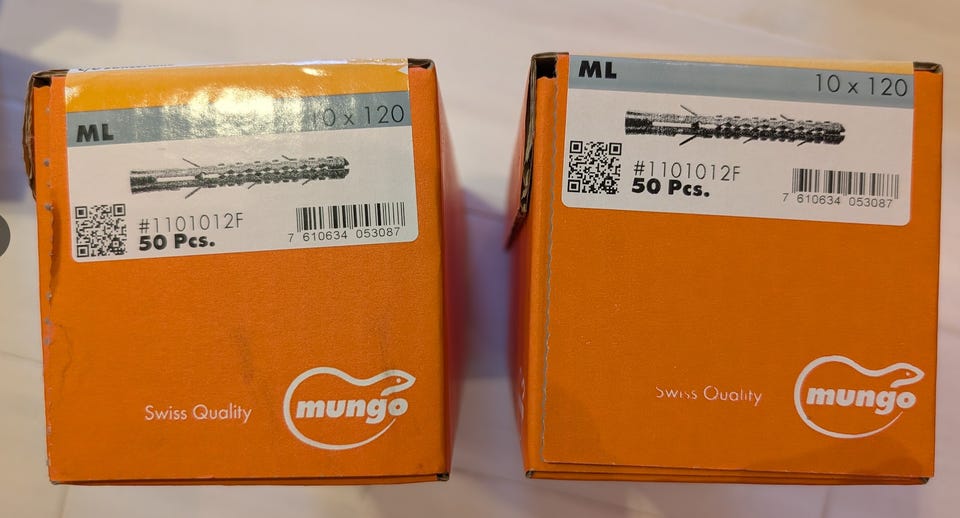 ML
10 x 120
#1101012F
50 Pcs.
7 610634 053087
Swiss Quality
mungo
ML
10 x 120
#1101012F
50 Pcs.
7 610634 053087
Swiss Quality
mungo